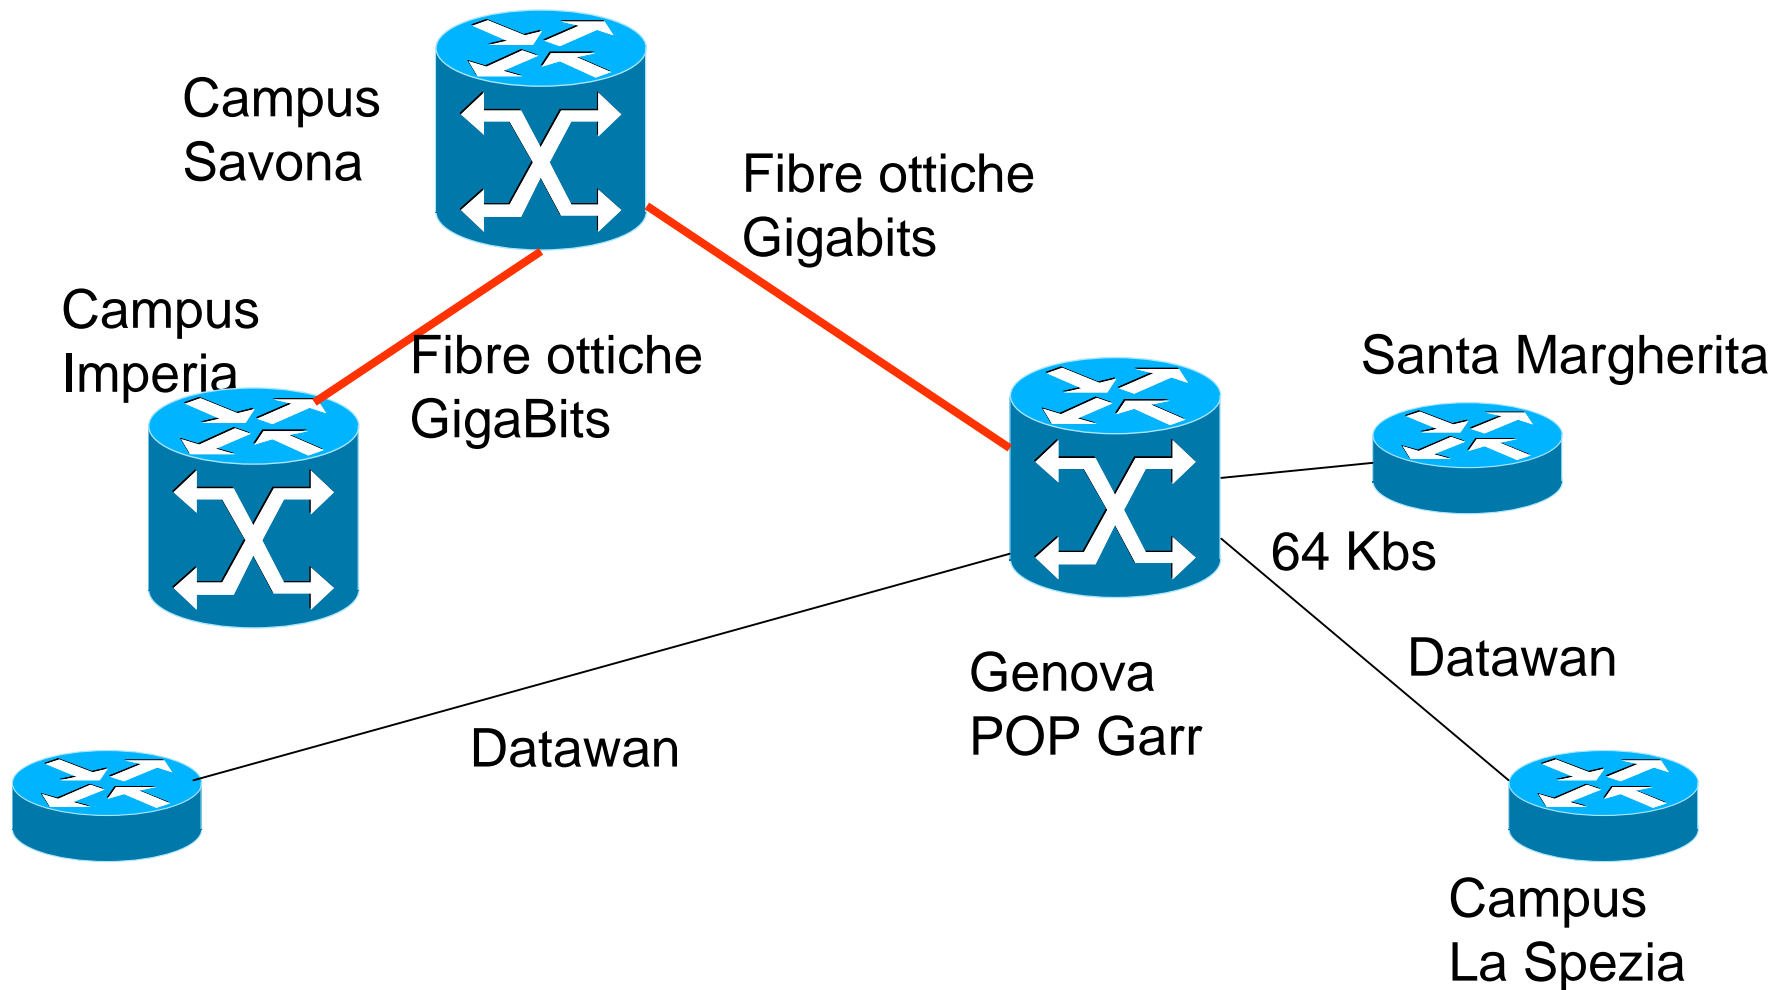 Campus
Savona
Fibre ottiche
Gigabits
Campus
Imperia
Fibre ottiche
GigaBits
Santa Margherita
64 Kbs
Datawan
Genova
POP Garr
Datawan
Campus
La Spezia